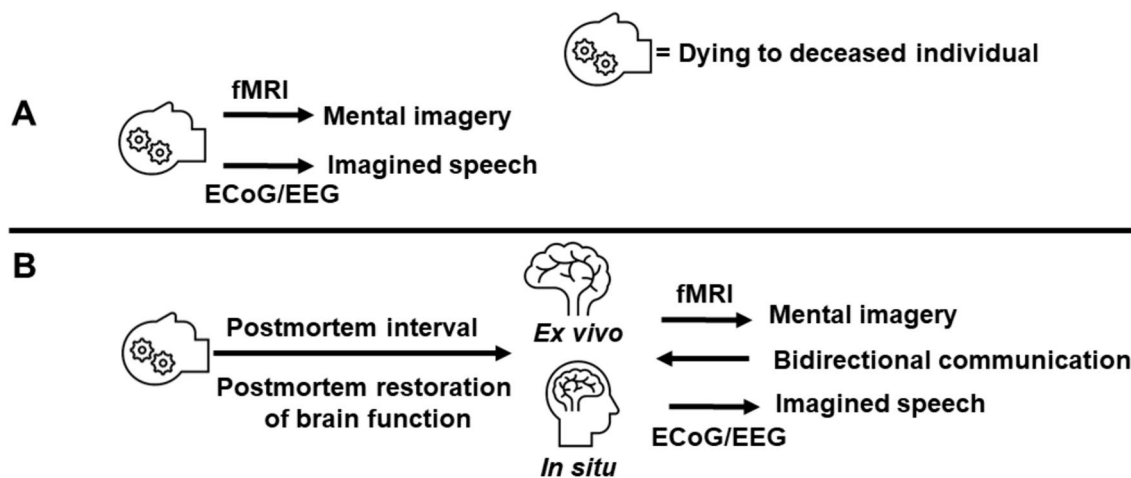 = Dying to deceased individual
A
fMRI
Mental imagery
Imagined speech
ECoG/EEG
B
Postmortem interval
Postmortem restoration
of brain function
Ex vivo
In situ
fMRI
Mental imagery
Bidirectional communication
Imagined speech
ECoG/EEG